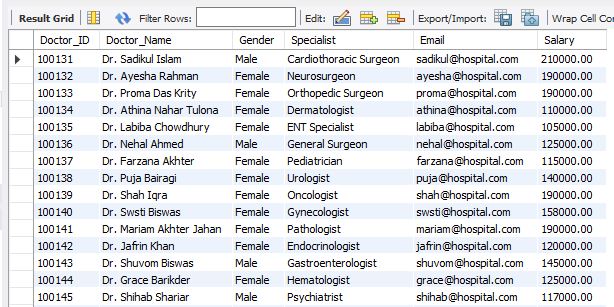 Result Grid Filter Rows: Edit: Export/Import: Wrap Cell Co
Doctor_ID Doctor_Name Gender Specialist Email Salary
100131 Dr. Sadikul Islam Male Cardiothoracic Surgeon sadikul@hospital.com 210000.00
100132 Dr. Ayesha Rahman Female Neurosurgeon ayesha@hospital.com 190000.00
100133 Dr. Proma Das Krity Female Orthopedic Surgeon proma@hospital.com 190000.00
100134 Dr. Athina Nahar Tulona Female Dermatologist athina@hospital.com 110000.00
100135 Dr. Labiba Chowdhury Female ENT Specialist labiba@hospital.com 105000.00
100136 Dr. Nehal Ahmed Male General Surgeon nehal@hospital.com 125000.00
100137 Dr. Farzana Akhter Female Pediatrician farzana@hospital.com 115000.00
100138 Dr. Puja Bairagi Female Urologist puja@hospital.com 140000.00
100139 Dr. Shah Iqra Female Oncologist shah@hospital.com 190000.00
100140 Dr. Swsti Biswas Female Gynecologist swsti@hospital.com 158000.00
100141 Dr. Mariam Akhter Jahan Female Pathologist mariam@hospital.com 190000.00
100142 Dr. Jafrin Khan Female Endocrinologist jafrin@hospital.com 120000.00
100143 Dr. Shuvom Biswas Male Gastroenterologist shuvom@hospital.com 145000.00
100144 Dr. Grace Barikder Female Hematologist grace@hospital.com 125000.00
100145 Dr. Shihab Shariar Male Psychiatrist shihab@hospital.com 117000.00